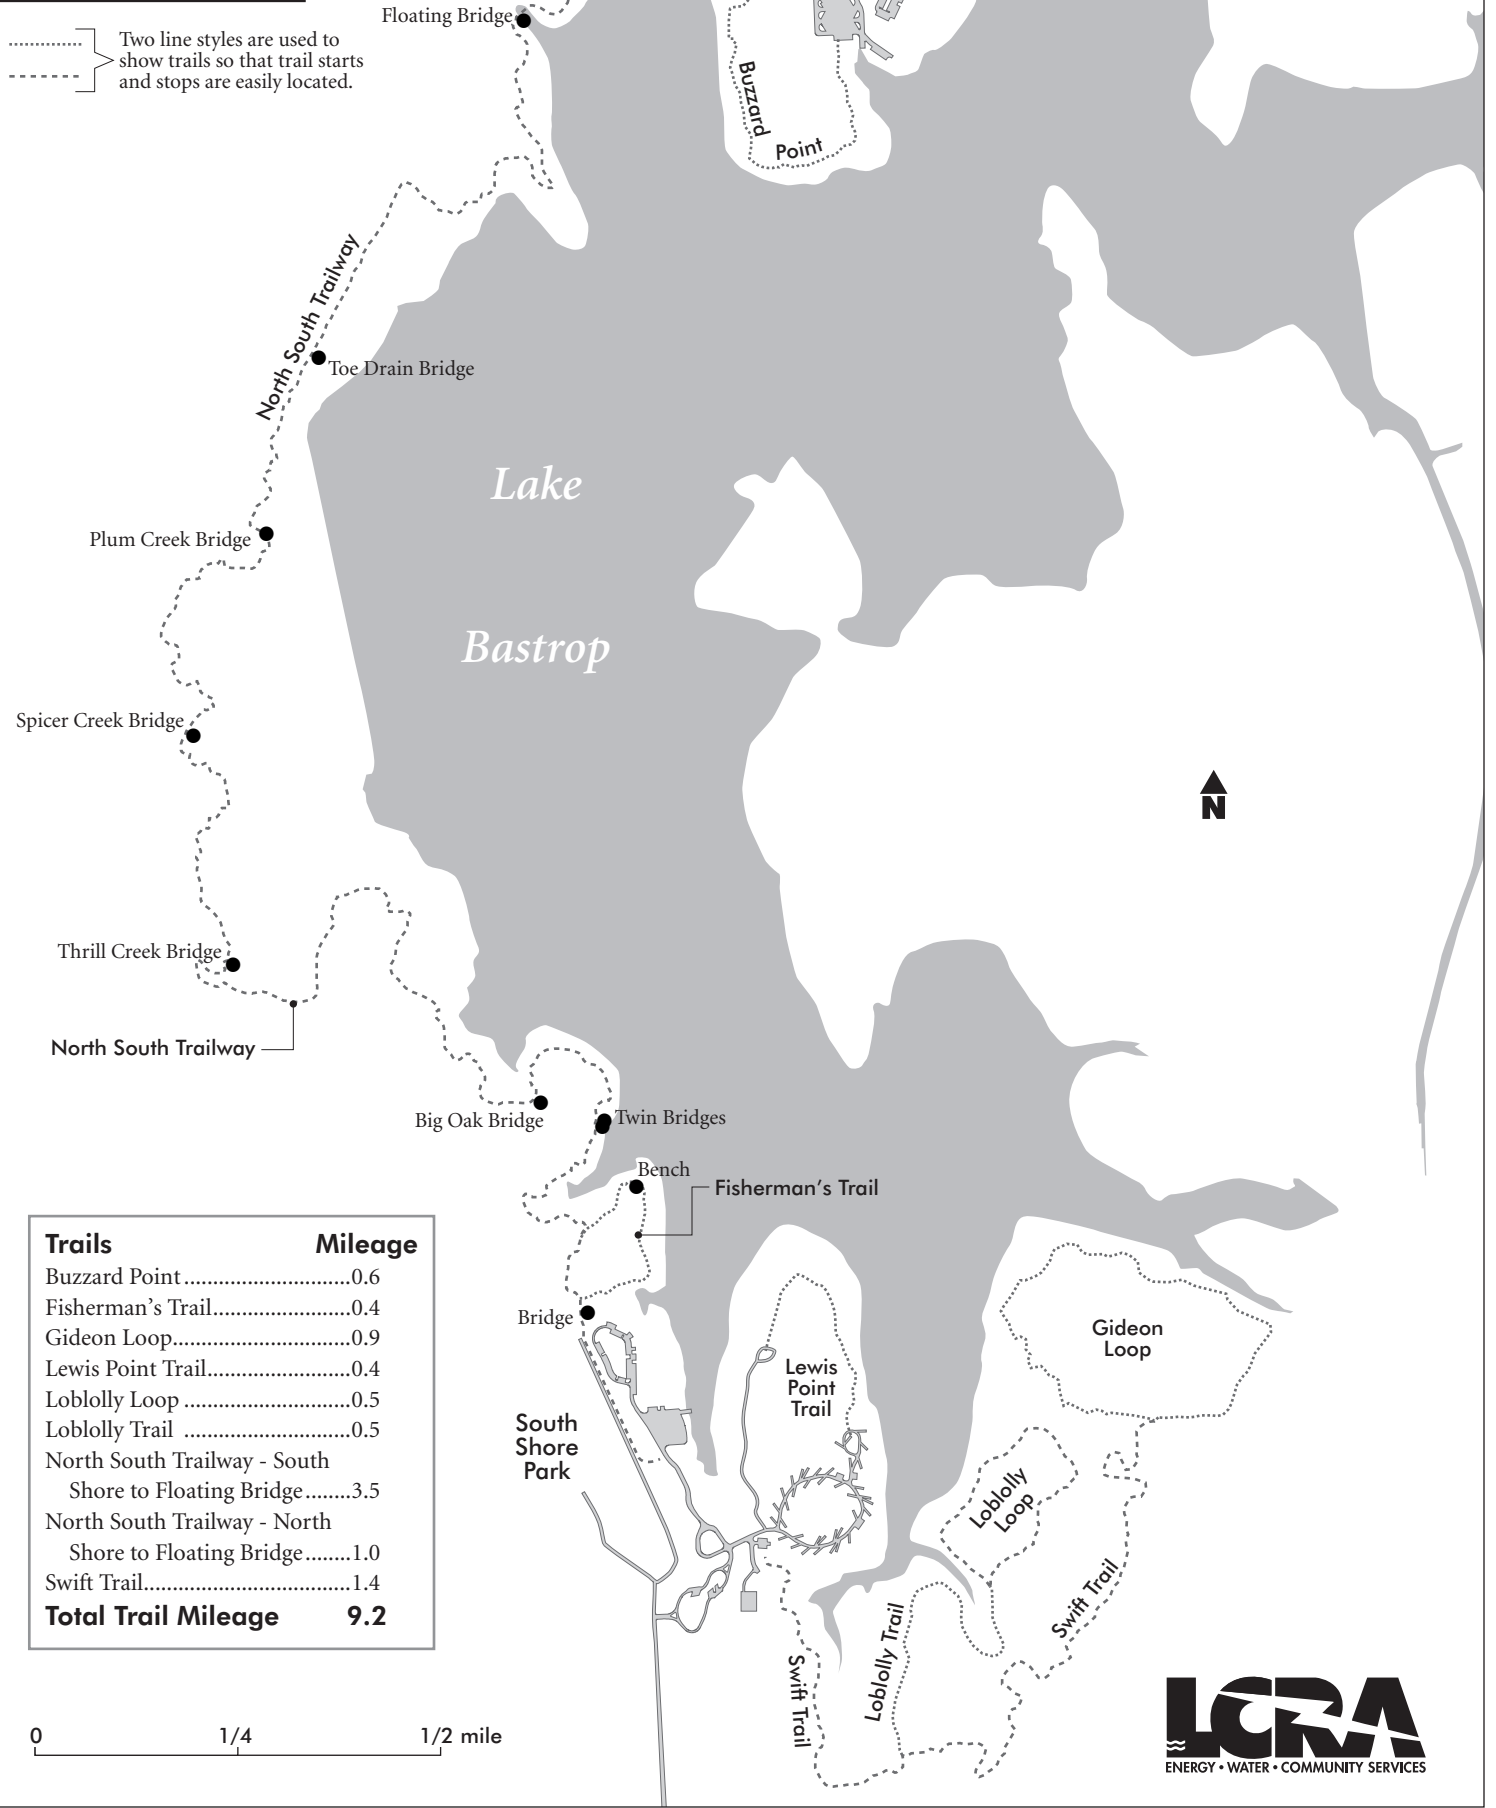 Floating Bridge
Two line styles are used to
show trails so that trail starts
and stops are easily located.
Buzzard
Point
North South Trailway
Toe Drain Bridge
Lake
Plum Creek Bridge
Bastrop
Spicer Creek Bridge
N
Thrill Creek Bridge
North South Trailway
Big Oak Bridge
Twin Bridges
Bench
Fisherman's Trail
Trails Mileage
Buzzard Point............................0.6
Fisherman's Trail.......................0.4
Gideon Loop..............................0.9
Lewis Point Trail........................0.4
Loblolly Loop ............................0.5
Loblolly Trail ............................0.5
North South Trailway - South
Shore to Floating Bridge........3.5
North South Trailway - North
Shore to Floating Bridge........1.0
Swift Trail...................................1.4
Total Trail Mileage 9.2
Bridge
Gideon
Loop
Lewis
Point
Trail
South
Shore
Park
Loblolly
Loop
Swift Trail
Loblolly Trail
Swift Trail
0 1/4 1/2 mile
LCRA
ENERGY • WATER • COMMUNITY SERVICES